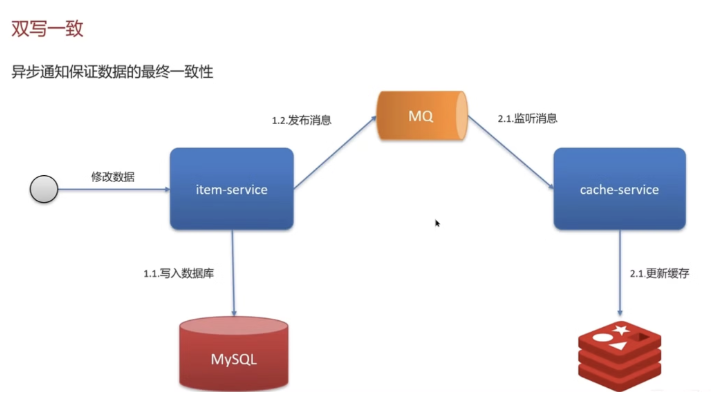 双写一致
异步通知保证数据的最终一致性
1.2.发布消息
MQ
2.1.监听消息
修改数据
item-service
cache-service
1.1.写入数据库
2.1.更新缓存
MySQL